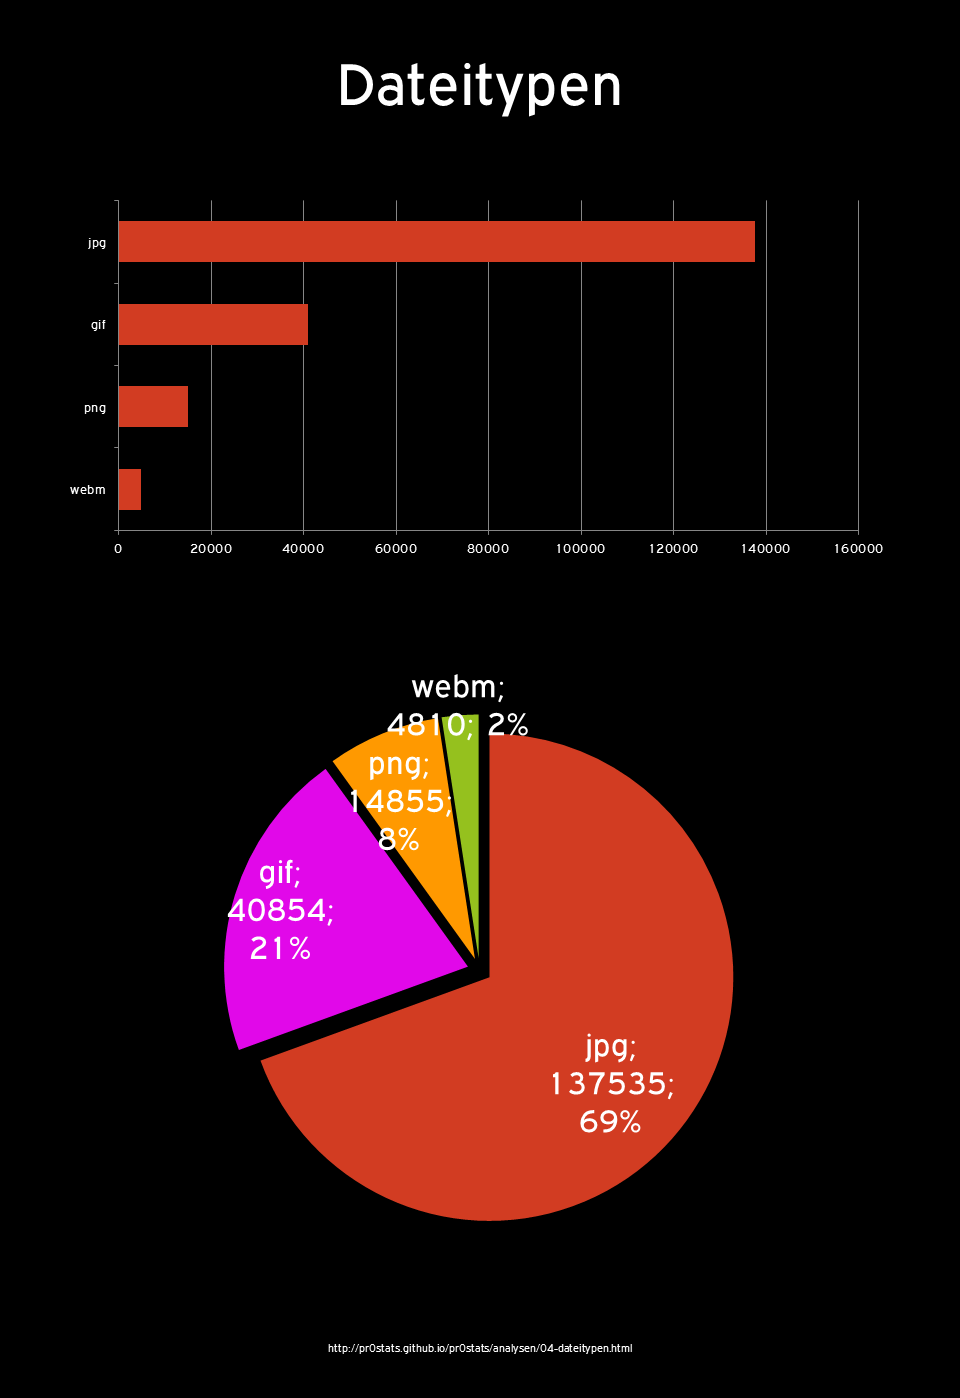 Dateitypen
jpg
gif
png
webm
0 20000 40000 60000 80000 100000 120000 140000 160000
webm;
4810; 2%
png;
14855;
8%
gif;
40854;
21%
jpg;
137535;
69%
http://pr0stats.github.io/pr0stats/analysen/04-dateitypen.html